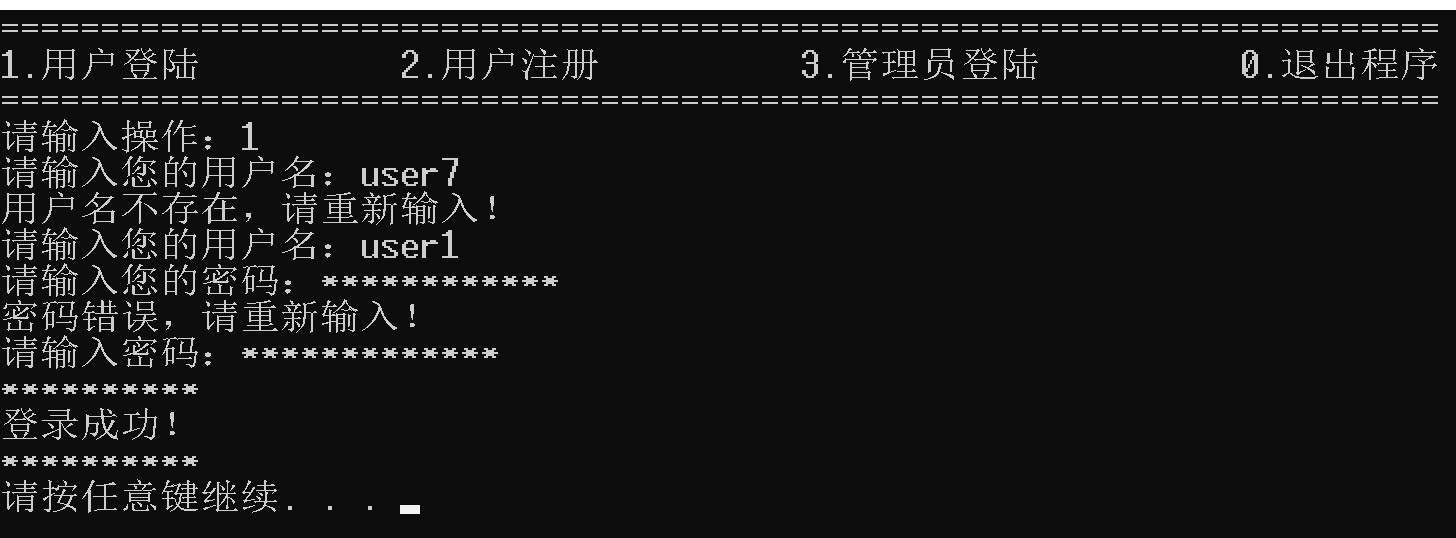 ========================================================================
1.用户登陆          2.用户注册          3.管理员登陆          0.退出程序
========================================================================
请输入操作：1
请输入您的用户名：user7
用户名不存在，请重新输入！
请输入您的用户名：user1
请输入您的密码：************
密码错误，请重新输入！
请输入密码：*************
**********
登录成功！
**********
请按任意键继续. . .